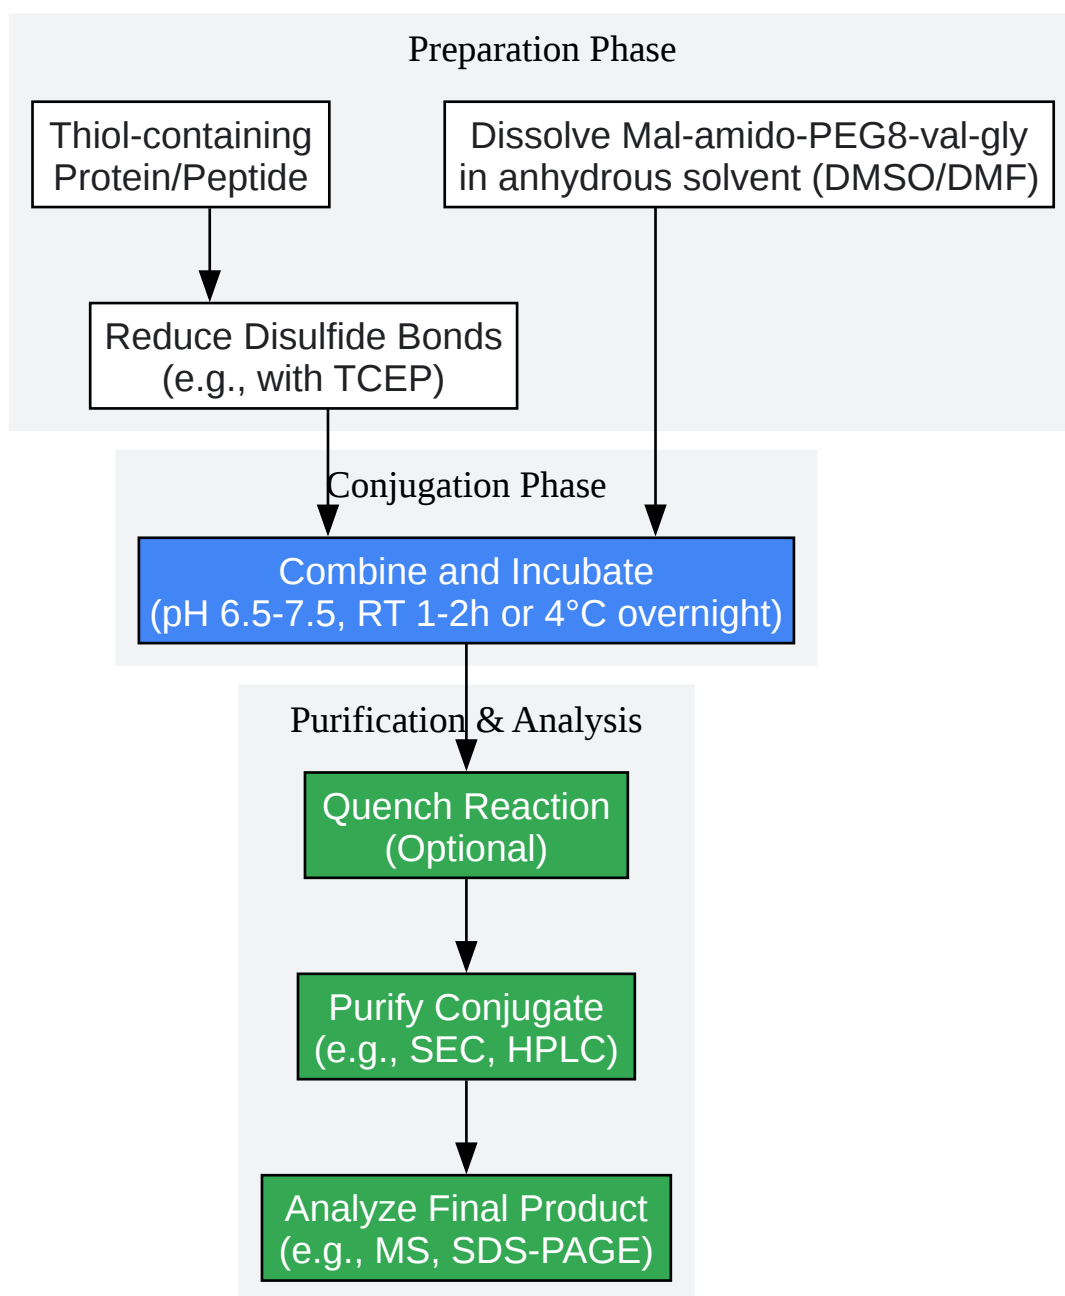 Preparation Phase
Thiol-containing
Protein/Peptide
Dissolve Mal-amido-PEG8-val-gly
in anhydrous solvent (DMSO/DMF)
Reduce Disulfide Bonds
(e.g., with TCEP)
Conjugation Phase
Combine and Incubate
(pH 6.5-7.5, RT 1-2h or 4°C overnight)
Purification & Analysis
Quench Reaction
(Optional)
Purify Conjugate
(e.g., SEC, HPLC)
Analyze Final Product
(e.g., MS, SDS-PAGE)